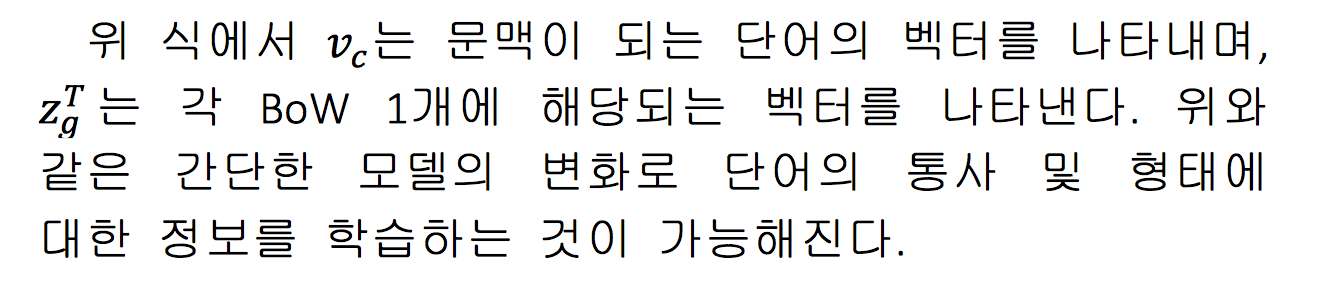 위 식에서 $v_c$는 문맥이 되는 단어의 벡터를 나타내며,
$z_g^T$는 각 BoW 1개에 해당되는 벡터를 나타낸다. 위와
같은 간단한 모델의 변화로 단어의 통사 및 형태에
대한 정보를 학습하는 것이 가능해진다.